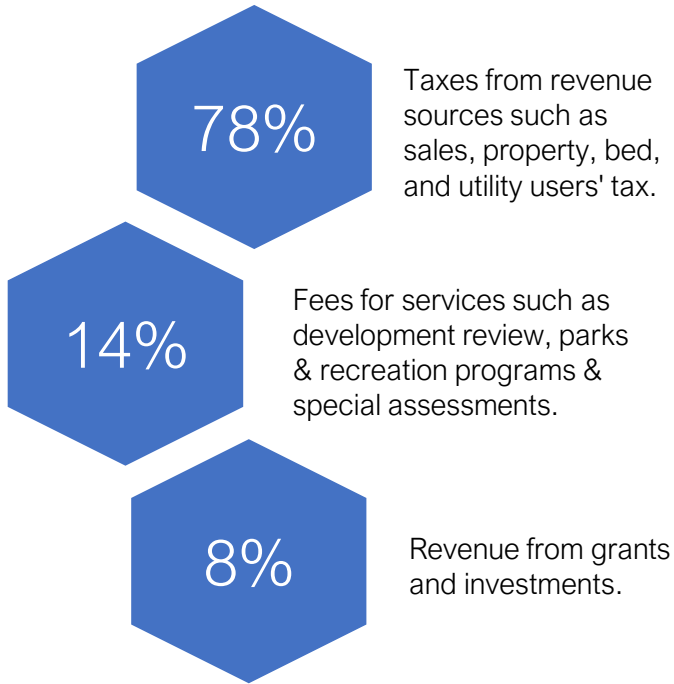 78%
Taxes from revenue
sources such as
sales, property, bed,
and utility users' tax.
14%
Fees for services such as
development review, parks
& recreation programs &
special assessments.
8%
Revenue from grants
and investments.